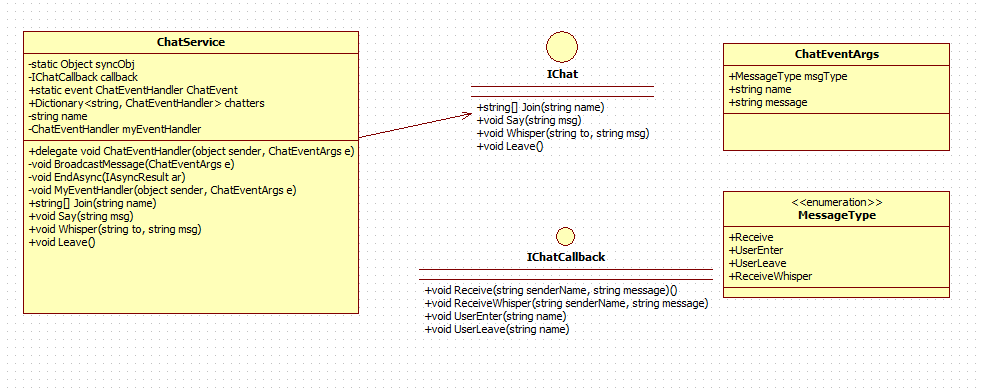 ChatService
-static Object syncObj
-IChatCallback callback
+static event ChatEventHandler ChatEvent
+Dictionary<string, ChatEventHandler> chatters
-string name
-ChatEventHandler myEventHandler
+delegate void ChatEventHandler(object sender, ChatEventArgs e)
-void BroadcastMessage(ChatEventArgs e)
-void EndAsync(IAsyncResult ar)
-void MyEventHandler(object sender, ChatEventArgs e)
+string[] Join(string name)
+void Say(string msg)
+void Whisper(string to, string msg)
+void Leave()
IChat
+string[] Join(string name)
+void Say(string msg)
+void Whisper(string to, string msg)
+void Leave()
ChatEventArgs
+MessageType msgType
+string name
+string message
IChatCallback
+void Receive(string senderName, string message)()
+void ReceiveWhisper(string senderName, string message)
+void UserEnter(string name)
+void UserLeave(string name)
<<enumeration>>
MessageType
+Receive
+UserEnter
+UserLeave
+ReceiveWhisper